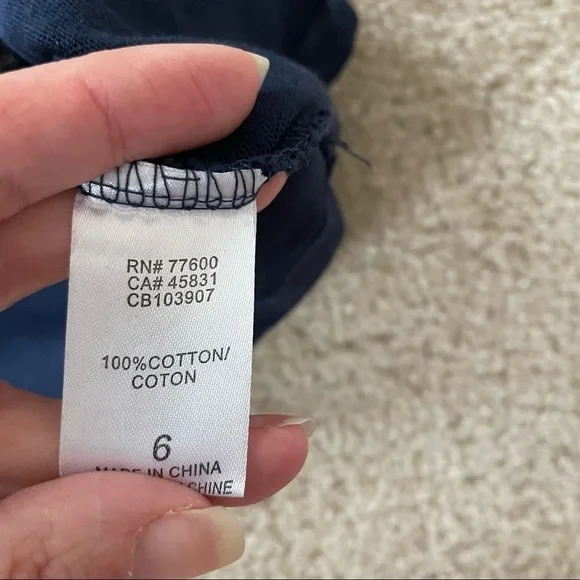 RN# 77600
CA# 45831
CB103907
100%COTTON/
COTON
6
MADE IN CHINA
CHINE